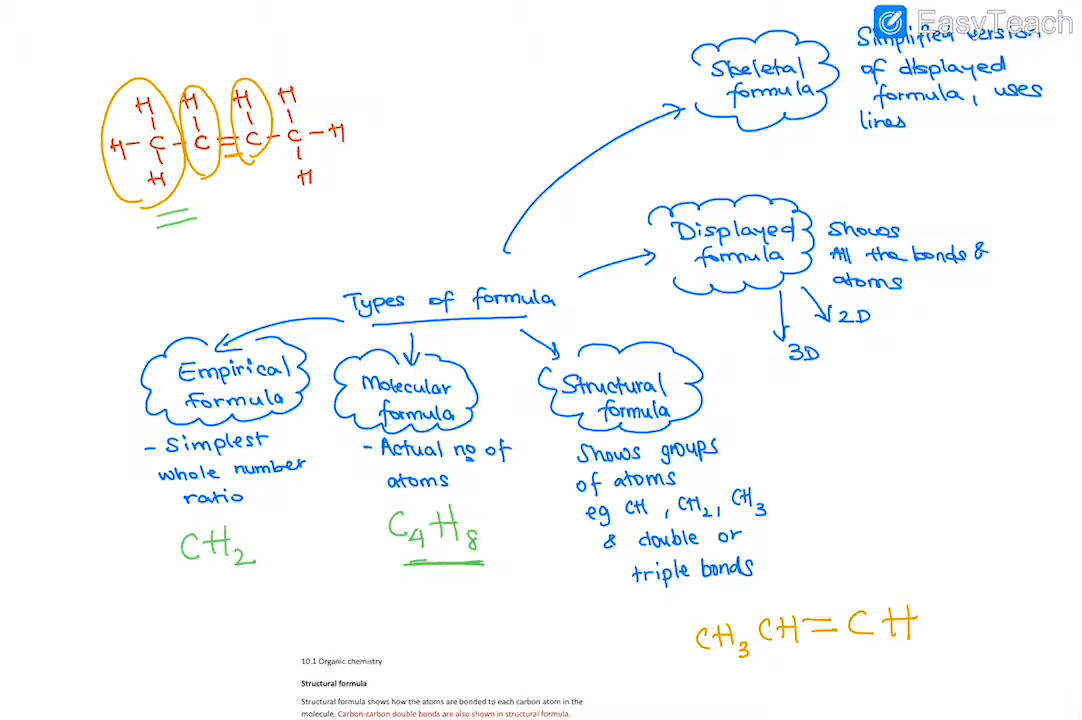 EasyTeach
Simplified version
of displayed
formula, uses
lines
Skeletal
formula
H H H H
H-C-C=C-C-H
H H
Displayed
formula
Shows
All the bonds &
atoms
2D
3D
Types of formula
Empirical
formula
- Simplest
whole number
ratio
CH2
Molecular
formula
- Actual no of
atoms
C4H8
Structural
formula
Shows groups
of atoms
eg CH, CH2, CH3
& double or
triple bonds
CH3CH=CH
10.1 Organic chemistry
Structural formula
Structural formula shows how the atoms are bonded to each carbon atom in the
molecule. Carbon-carbon double bonds are also shown in structural formula.